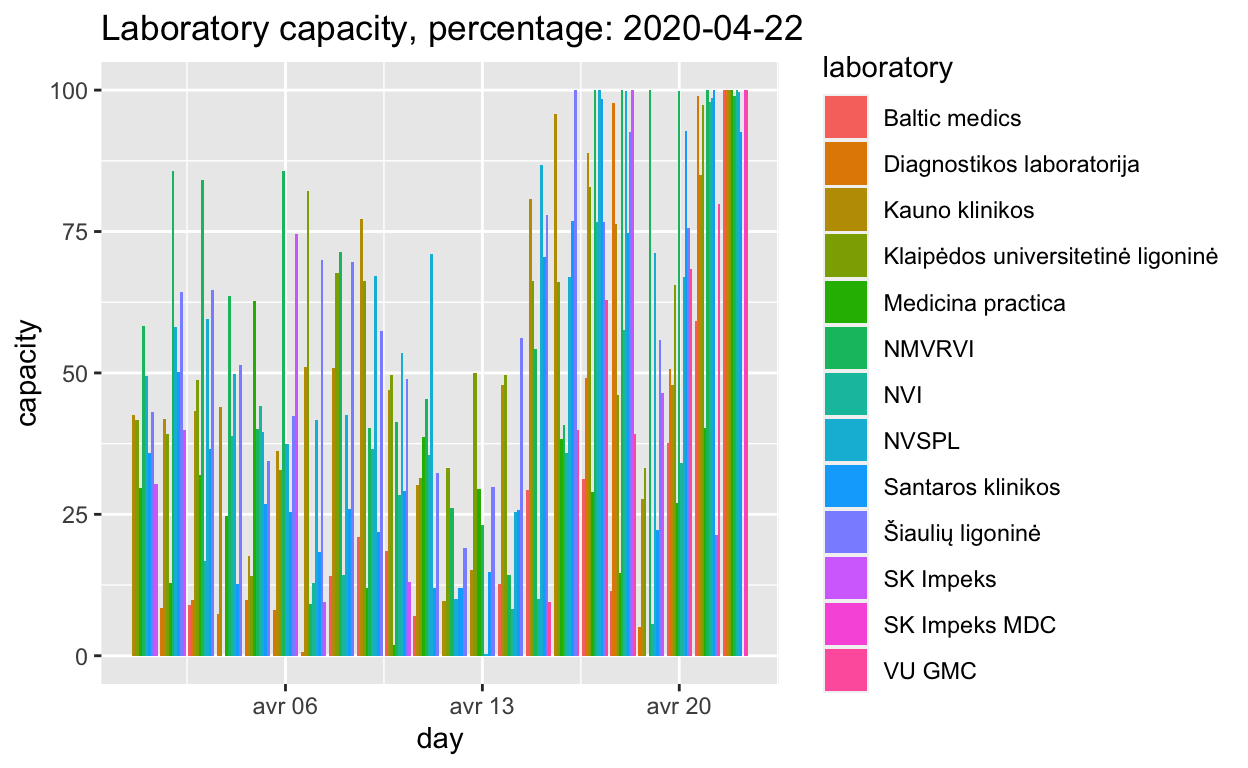 Laboratory capacity, percentage: 2020-04-22
capacity
100
75
50
25
0
avr 06
avr 13
avr 20
day
laboratory
Baltic medics
Diagnostikos laboratorija
Kauno klinikos
Klaipėdos universitetinė ligoninė
Medicina practica
NMVRVI
NVI
NVSPL
Santaros klinikos
Šiaulių ligoninė
SK Impeks
SK Impeks MDC
VU GMC